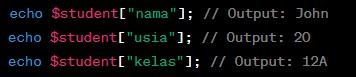 echo $student["nama"]; // Output: John
echo $student["usia"]; // Output: 20
echo $student["kelas"]; // Output: 12A